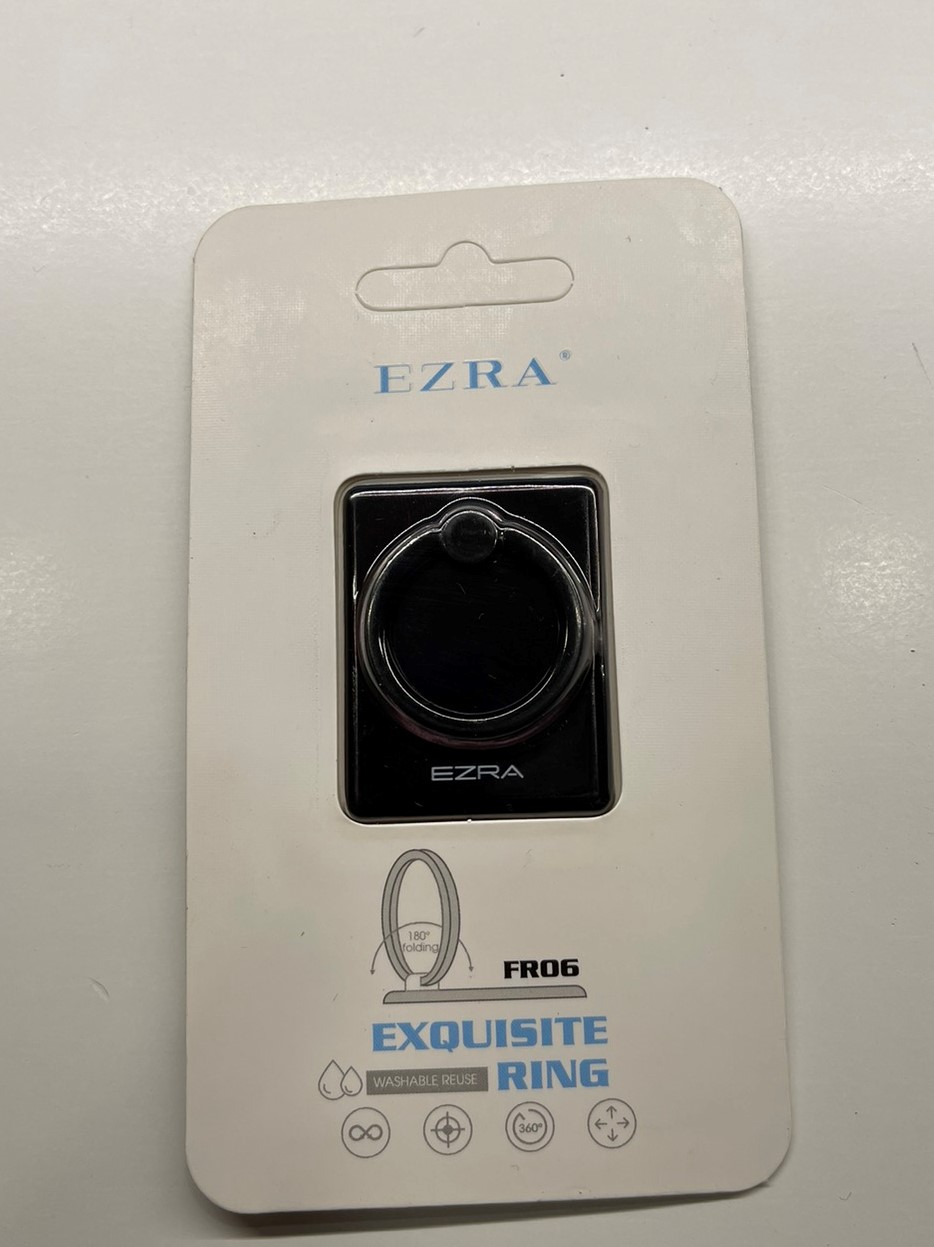 EZRA®
EZRA
180°
folding
FR06
EXQUISITE
WASHABLE REUSE RING
360°